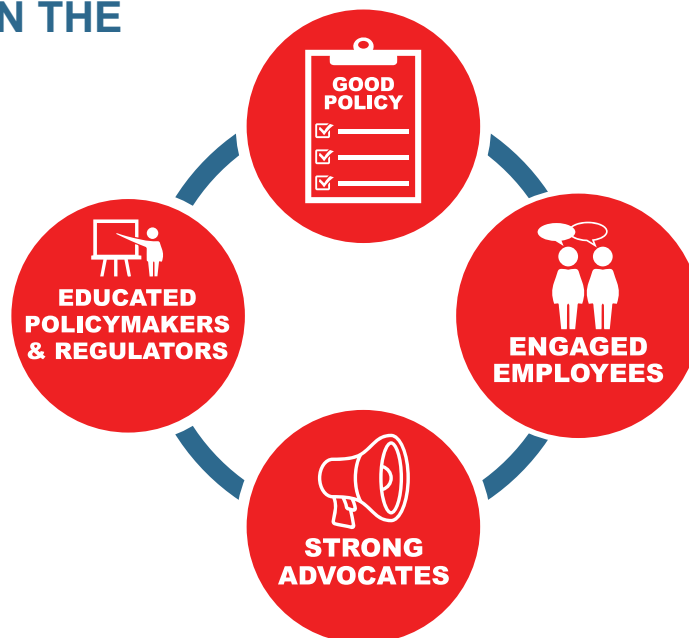 N THE
GOOD
POLICY
EDUCATED
POLICYMAKERS
& REGULATORS
ENGAGED
EMPLOYEES
STRONG
ADVOCATES